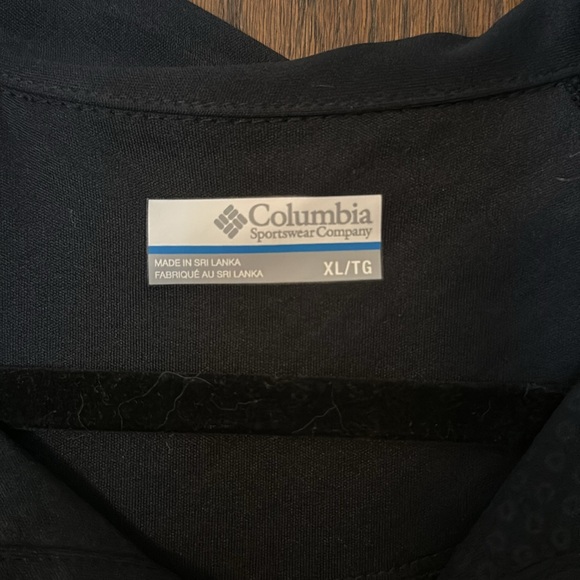 Columbia
Sportswear Company
MADE IN SRI LANKA
FABRIQUÉ AU SRI LANKA
XL/TG